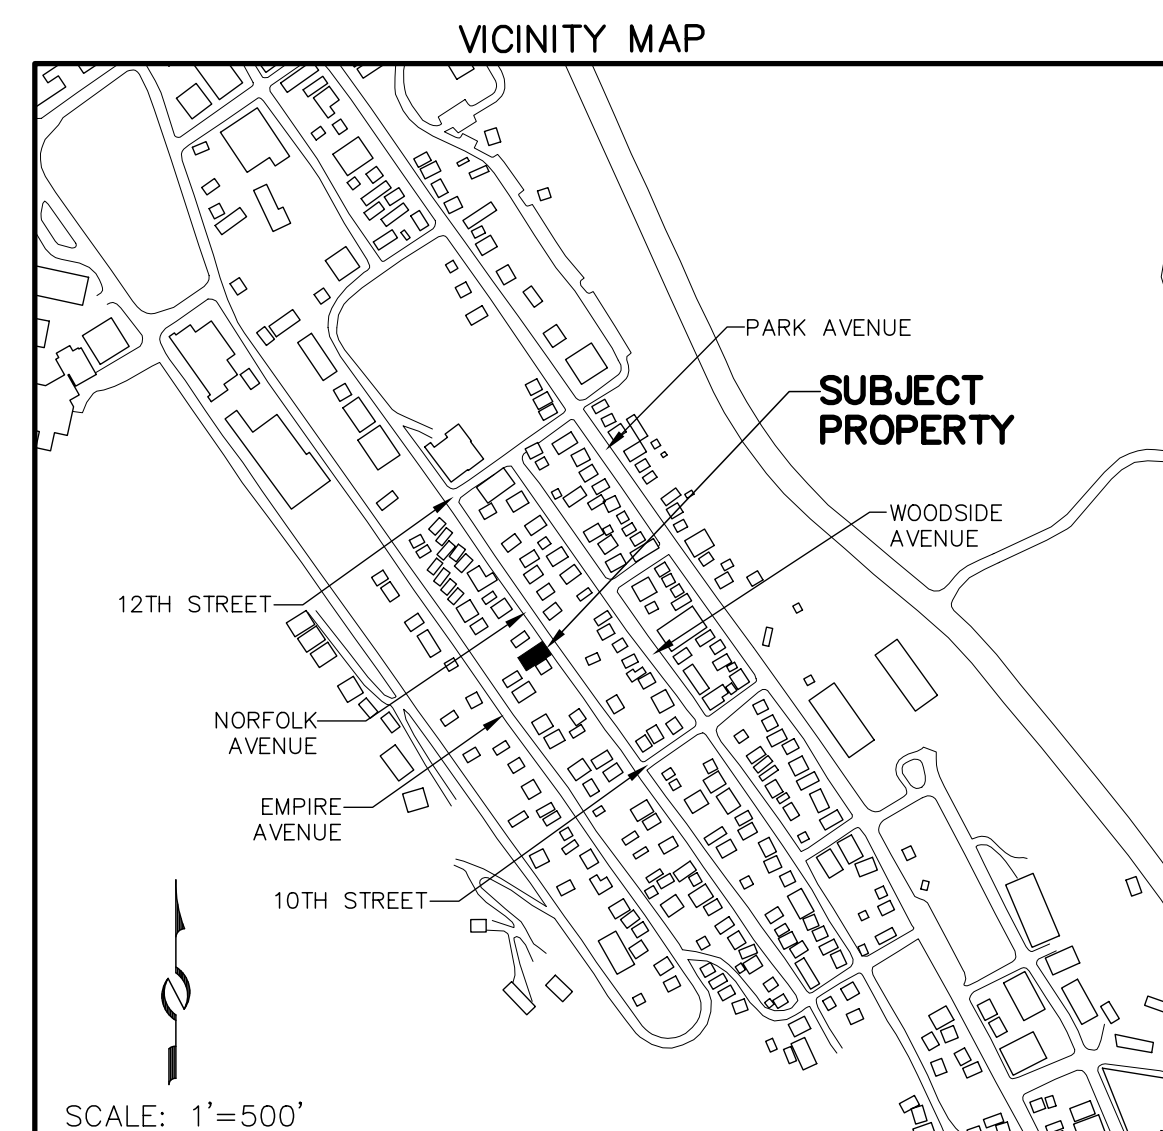 VICINITY MAP
PARK AVENUE
SUBJECT
PROPERTY
WOODSIDE
AVENUE
12TH STREET
NORFOLK
AVENUE
EMPIRE
AVENUE
10TH STREET
SCALE: 1'=500'